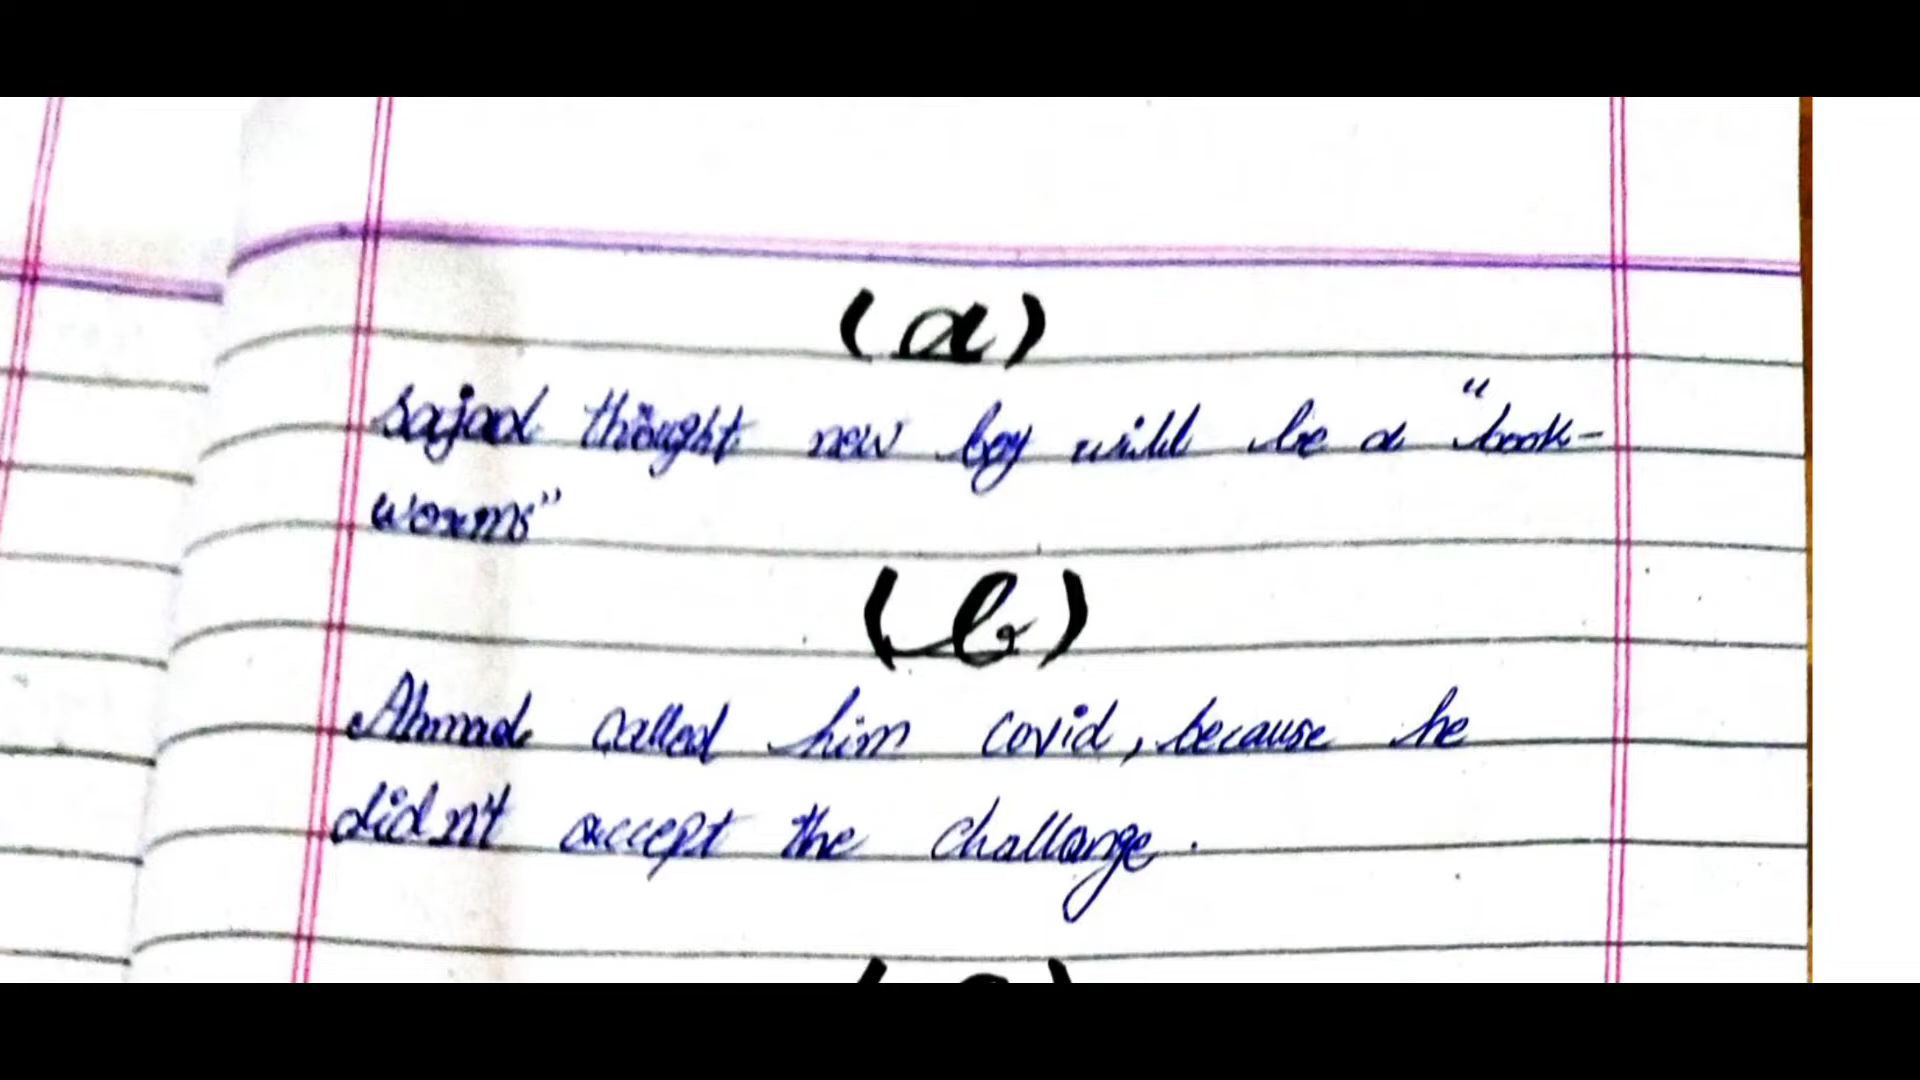 (a)
Sajad thought new boy will be a "book-
worms"
(b)
Ahmad called him covid, because he
didn't accept the challange.